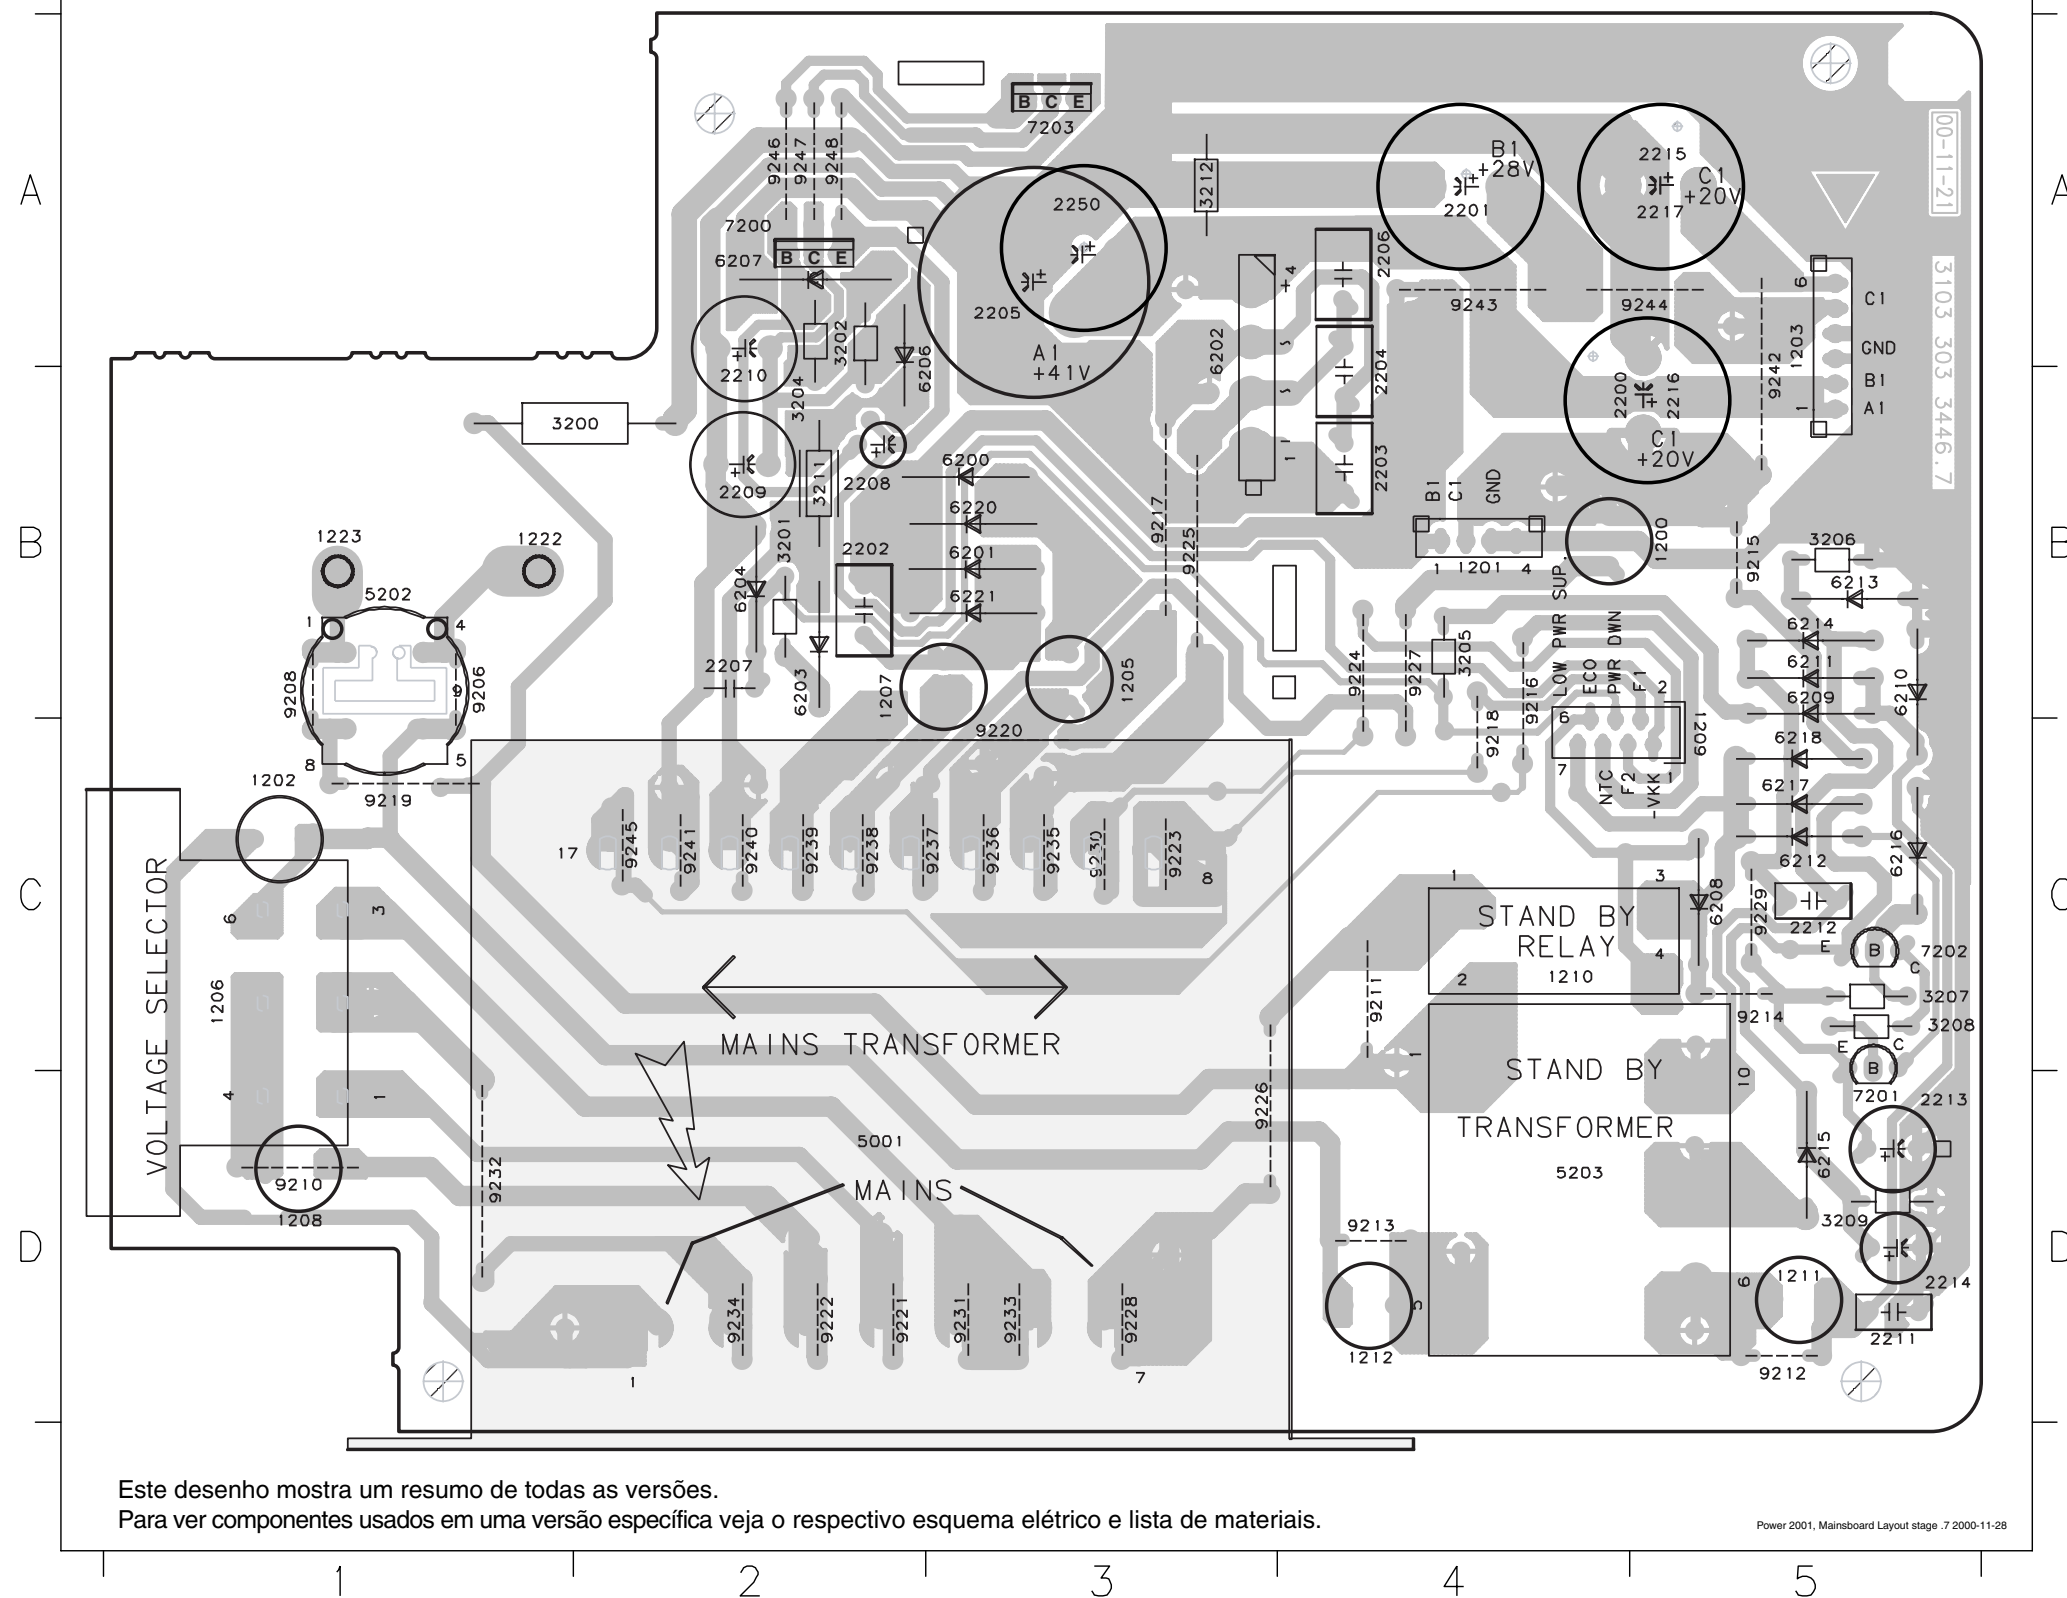 A
B
C
D
A
B
C
D
B C E
7203
9246
9247
9248
7200
B C E
6207
2250
2205
A1
+41V
3212
B1
+28V
2201
2215
C1
+20V
2217
00-11-21
3103 303 3446.7
2206
+4
6202
2204
2203
1
9243
9244
9242
6
1203
1
C1
GND
B1
A1
2210
3204
3202
6206
2200
2216
C1
+20V
3200
2209
3211
2208
6200
6220
6201
6221
9217
9225
B1
C1
GND
1
1201
4
1200
9215
3206
6213
1223
1222
5202
1
4
9208
9
9206
8
5
6204
3201
2202
2207
6203
1207
1205
9220
9224
9227
3205
9218
9216
LOW PWR SUP.
ECO
PWR DWN
F1
2
6
7
1
1209
NTC
F2
-VKK
6214
6211
6209
6210
6218
6217
6212
6216
1202
9219
VOLTAGE SELECTOR
6
3
1206
4
1
9210
1208
17
9245
9241
9240
9239
9238
9237
9236
9235
9230
9223
8
MAINS TRANSFORMER
5001
MAINS
9232
9226
9234
9222
9221
9231
9233
9228
1
7
1
3
STAND BY
RELAY
1210
2
4
6208
9229
2212
E
B
C
7202
9211
9214
3207
3208
E
C
B
7201
1
10
STAND BY
TRANSFORMER
5203
5
6
6215
2213
3209
2214
2211
9213
1212
1211
9212
Este desenho mostra um resumo de todas as versões.
Para ver componentes usados em uma versão específica veja o respectivo esquema elétrico e lista de materiais.
Power 2001, Mainsboard Layout stage .7 2000-11-28
1 2 3 4 5